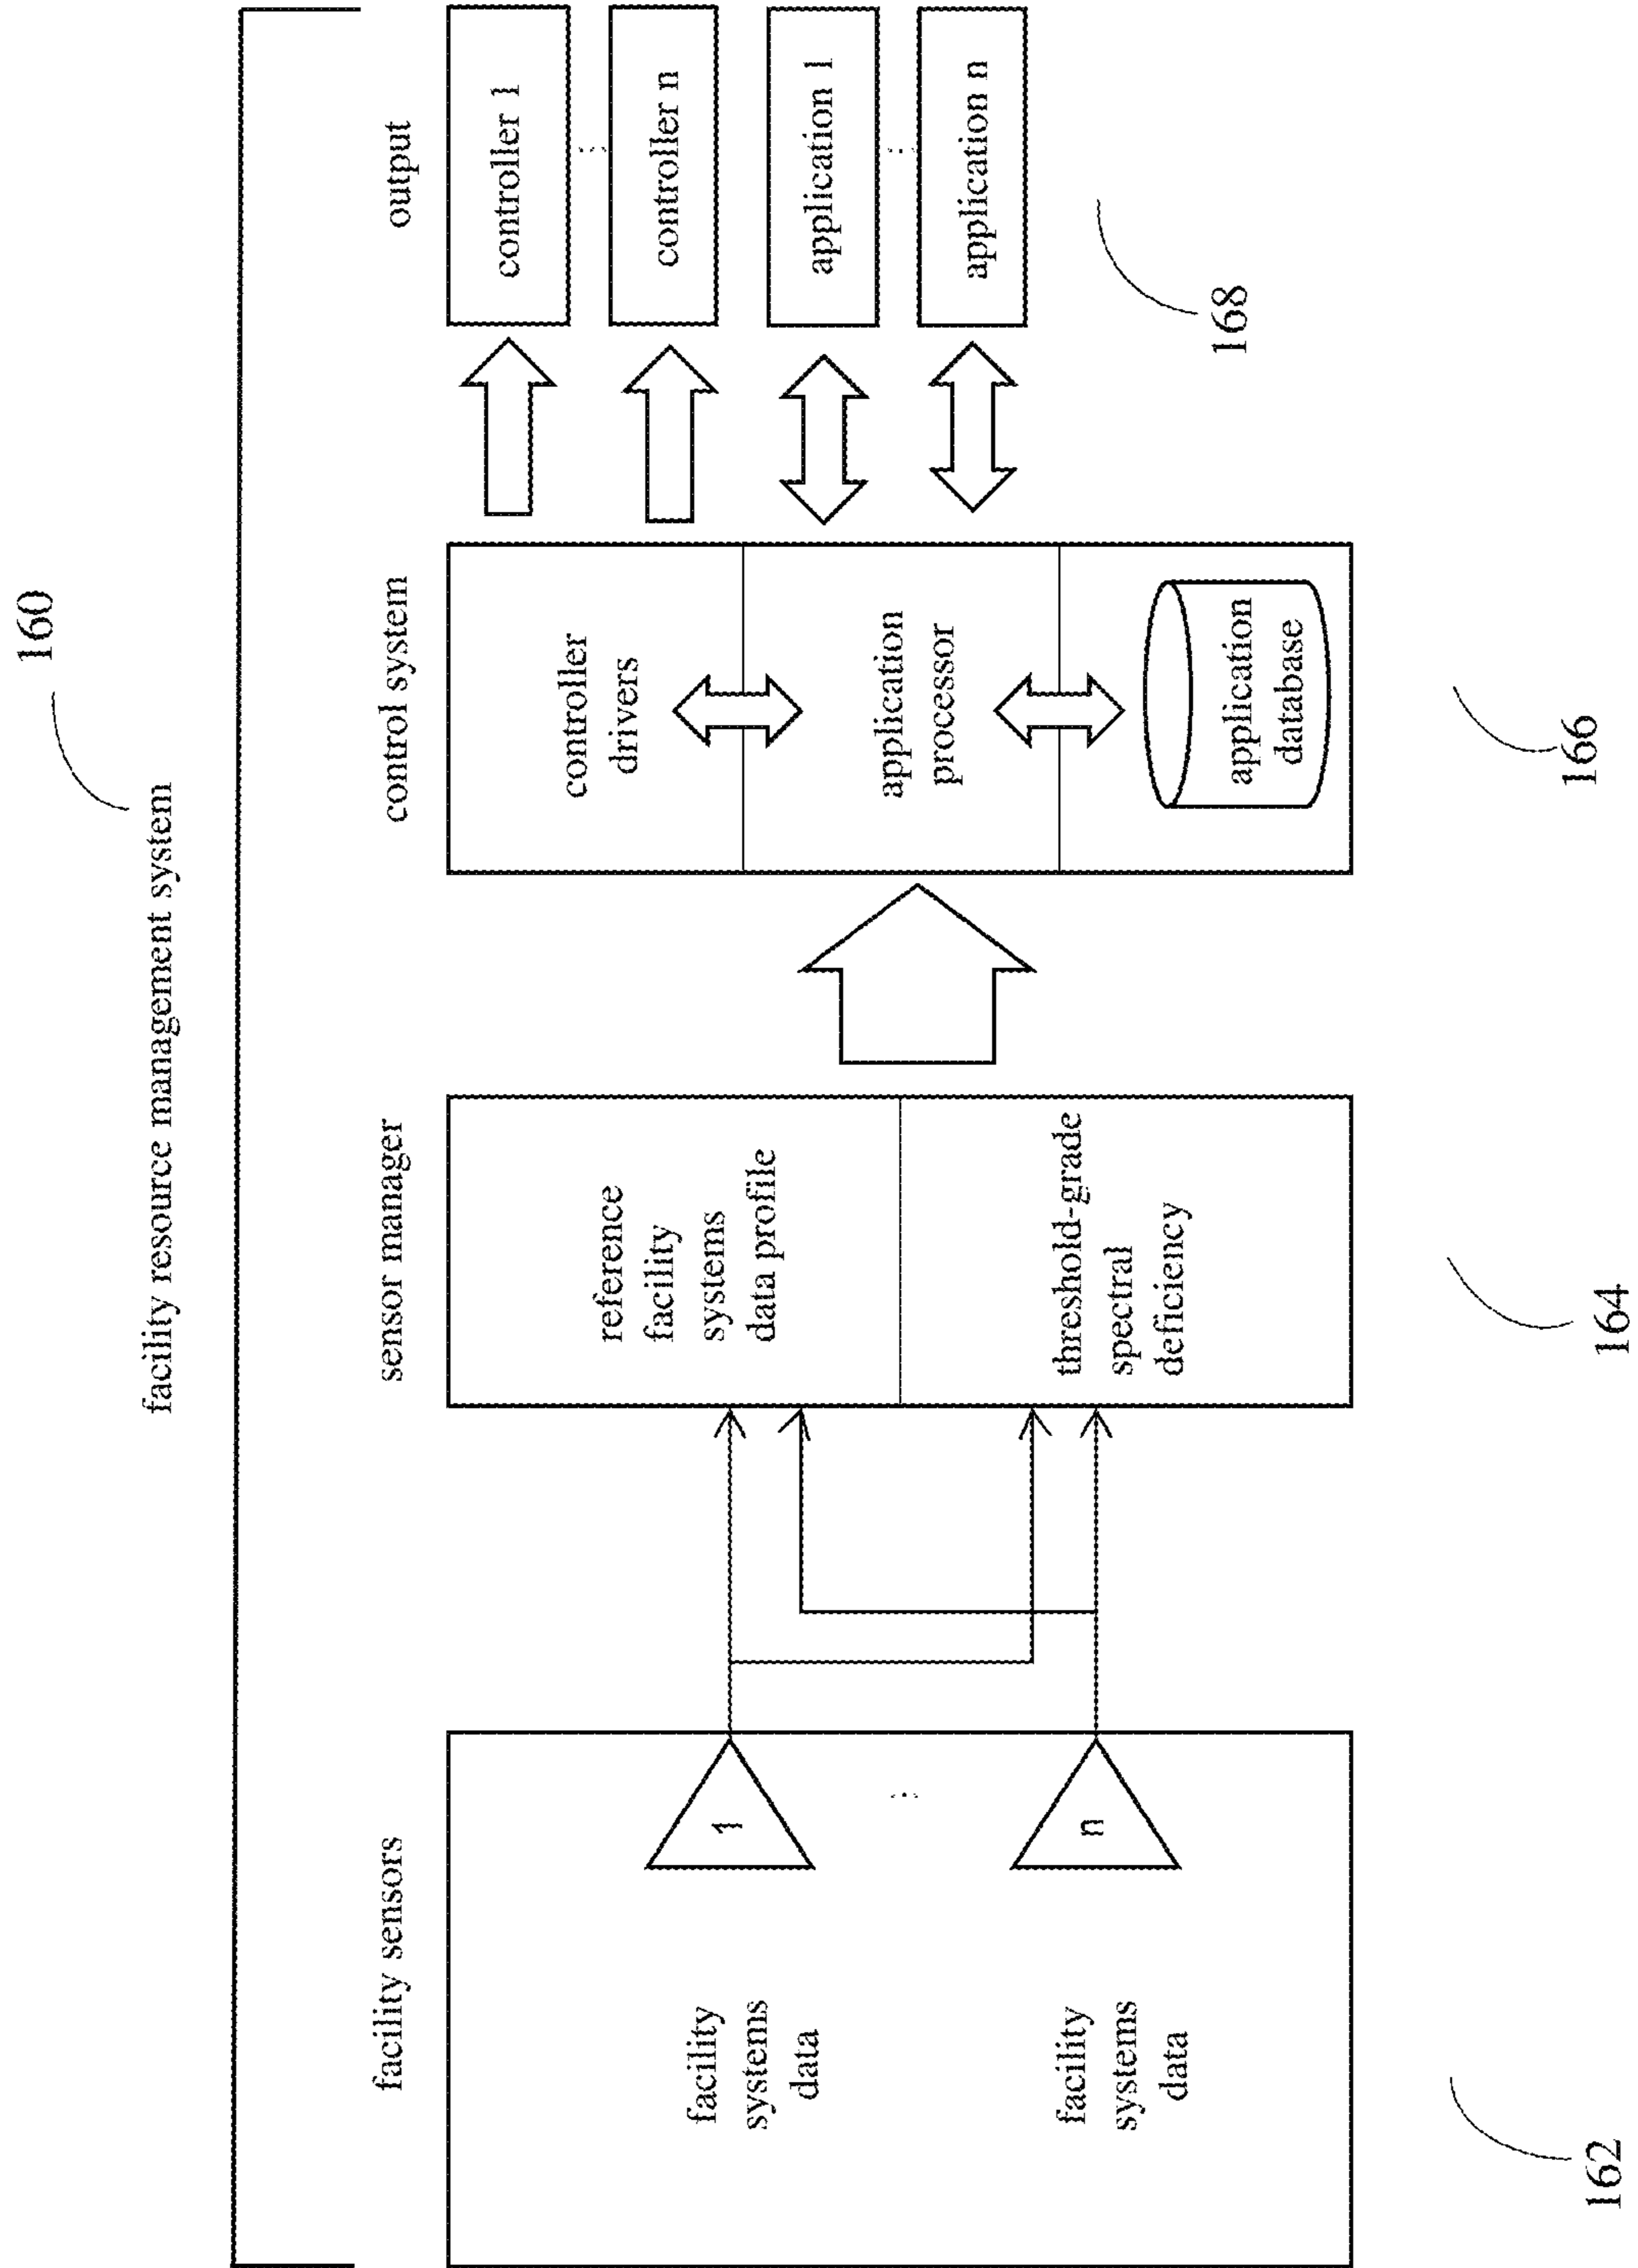 160
facility resource management system
facility sensors
facility
systems
data
1
facility
systems
data
n
162
sensor manager
reference
facility
systems
data profile
threshold-grade
spectral
deficiency
164
control system
controller
drivers
application
processor
application
database
166
output
controller 1
controller n
application 1
application n
168